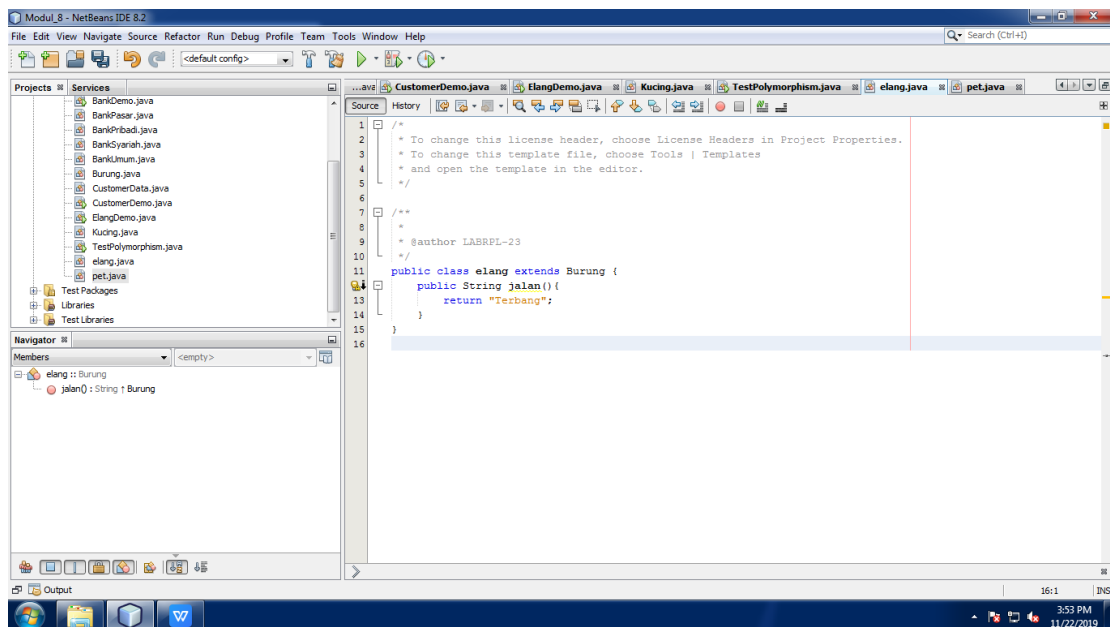 Modul_8 - NetBeans IDE 8.2
File Edit View Navigate Source Refactor Run Debug Profile Team Tools Window Help
Search (Ctrl+I)
<default config>
Projects Services
BankDemo.java
BankPasar.java
BankPribadi.java
BankSyariah.java
BankUmum.java
Burung.java
CustomerData.java
CustomerDemo.java
ElangDemo.java
Kucing.java
TestPolymorphism.java
elang.java
pet.java
Test Packages
Libraries
Test Libraries
Navigator
Members <empty>
elang :: Burung
jalan() : String ↑ Burung
...ava CustomerDemo.java ElangDemo.java Kucing.java TestPolymorphism.java elang.java pet.java
Source History
1 /*
2 * To change this license header, choose License Headers in Project Properties.
3 * To change this template file, choose Tools | Templates
4 * and open the template in the editor.
5 */
6
7 /**
8 *
9 * @author LABRPL-23
10 */
11 public class elang extends Burung {
public String jalan(){
13 return "Terbang";
14 }
15 }
16
Output
16:1 INS
3:53 PM
11/22/2019